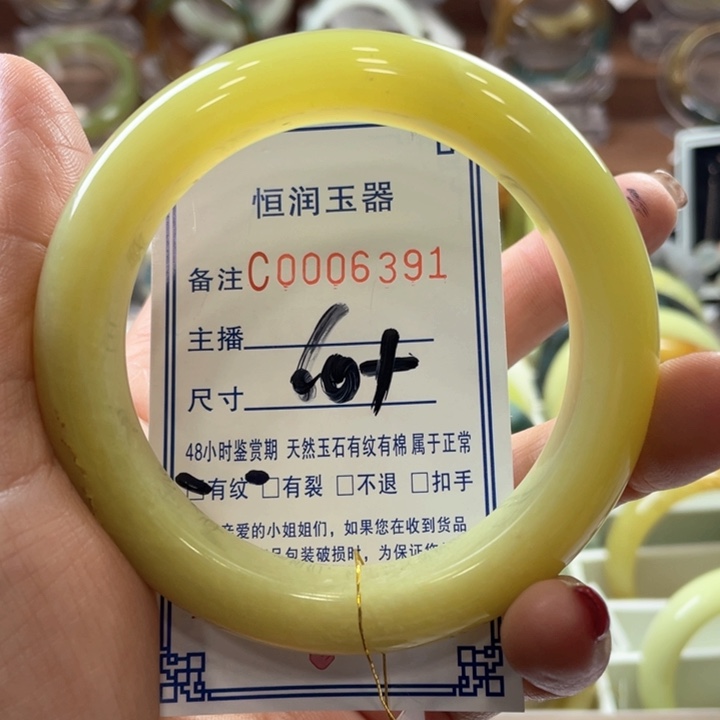 恒润玉器
备注C0006391
主播
尺寸 60+
48小时鉴赏期 天然玉石有纹有棉 属于正常
□有纹 □有裂 □不退 □扣手
亲爱的小姐姐们，如果您在收到货品
品包装破损时，为保证您